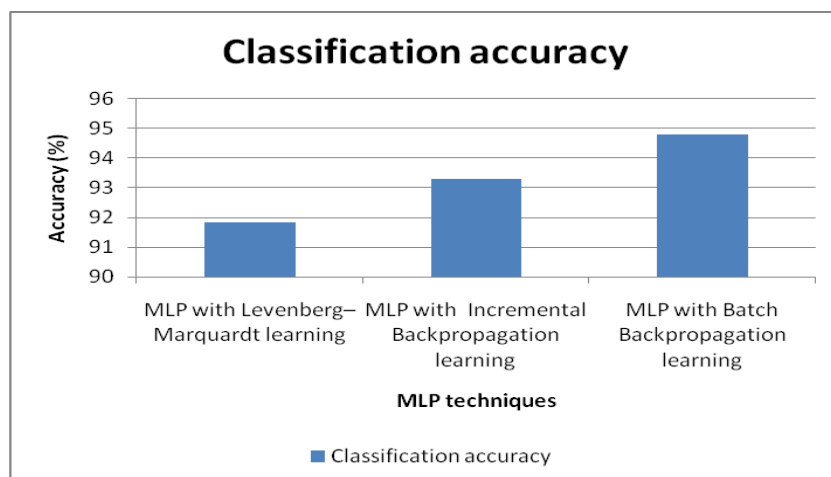 Classification accuracy
Accuracy (%)
96
95
94
93
92
91
90
MLP with Levenberg–
Marquardt learning
MLP with Incremental
Backpropagation
learning
MLP with Batch
Backpropagation
learning
MLP techniques
Classification accuracy